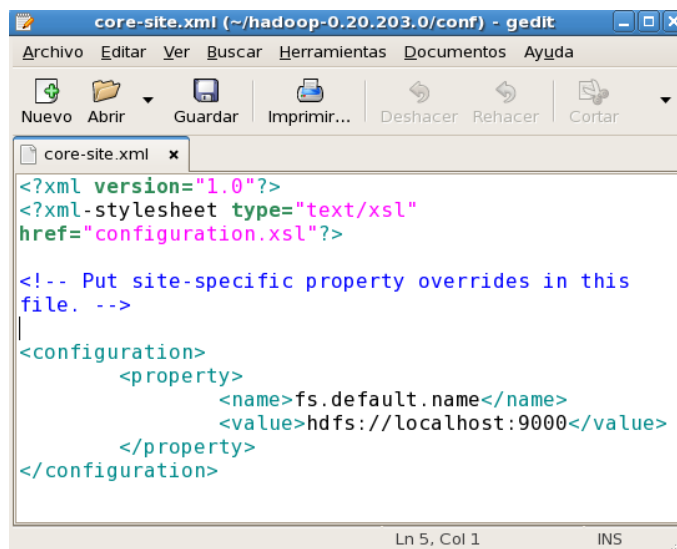 core-site.xml (~/hadoop-0.20.203.0/conf) - gedit
Archivo Editar Ver Buscar Herramientas Documentos Ayuda
Nuevo Abrir Guardar Imprimir... Deshacer Rehacer Cortar
core-site.xml
<?xml version="1.0"?>
<?xml-stylesheet type="text/xsl"
href="configuration.xsl"?>
<!-- Put site-specific property overrides in this
file. -->
<configuration>
<property>
<name>fs.default.name</name>
<value>hdfs://localhost:9000</value>
</property>
</configuration>
Ln 5, Col 1 INS